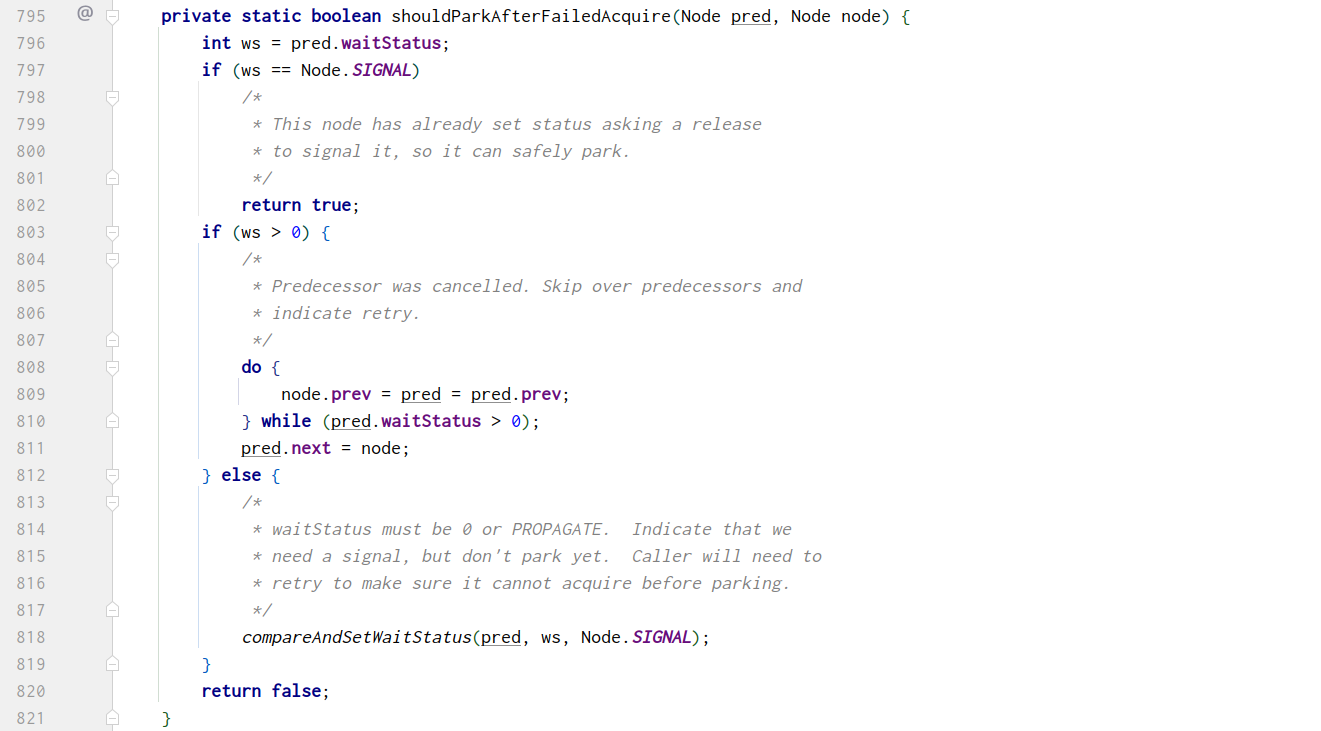 795 @ private static boolean shouldParkAfterFailedAcquire(Node pred, Node node) {
796 int ws = pred.waitStatus;
797 if (ws == Node.SIGNAL)
798 /*
799 * This node has already set status asking a release
800 * to signal it, so it can safely park.
801 */
802 return true;
803 if (ws > 0) {
804 /*
805 * Predecessor was cancelled. Skip over predecessors and
806 * indicate retry.
807 */
808 do {
809 node.prev = pred = pred.prev;
810 } while (pred.waitStatus > 0);
811 pred.next = node;
812 } else {
813 /*
814 * waitStatus must be 0 or PROPAGATE.  Indicate that we
815 * need a signal, but don't park yet.  Caller will need to
816 * retry to make sure it cannot acquire before parking.
817 */
818 compareAndSetWaitStatus(pred, ws, Node.SIGNAL);
819 }
820 return false;
821 }